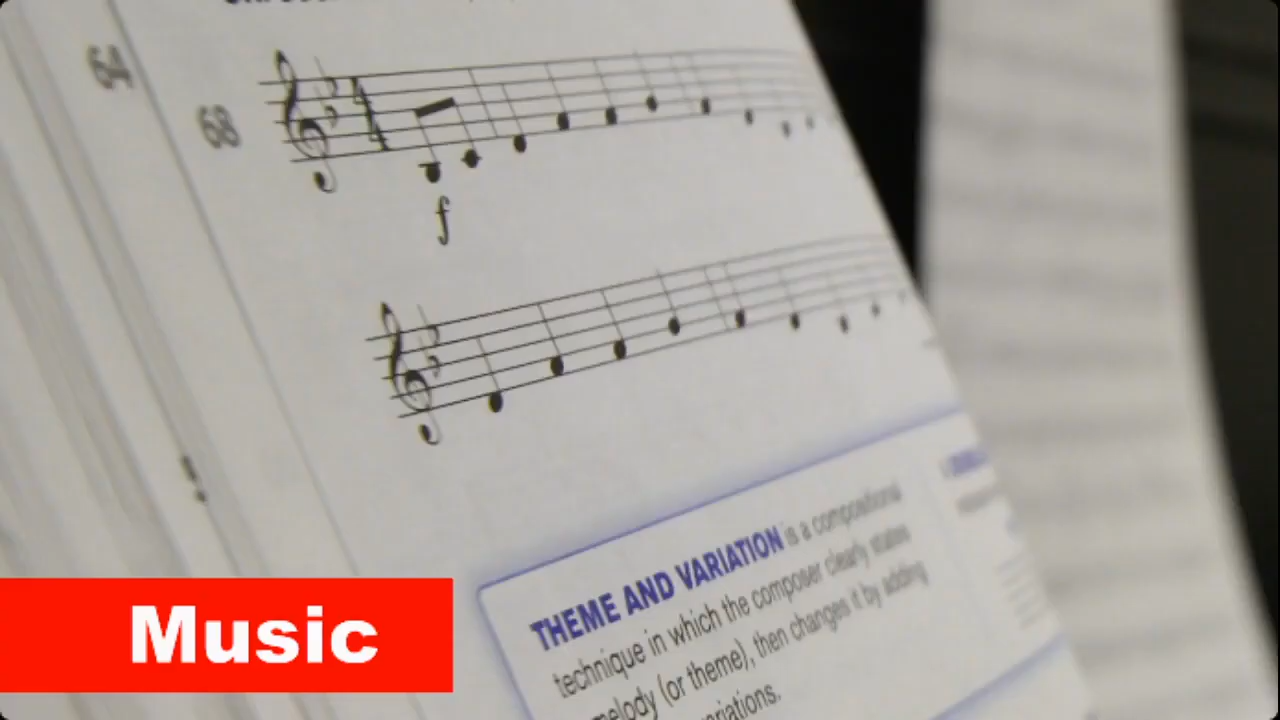 64
68
f
THEME AND VARIATION is a compositional
technique in which the composer clearly states
melody (or theme), then changes it by adding
variations.
Music